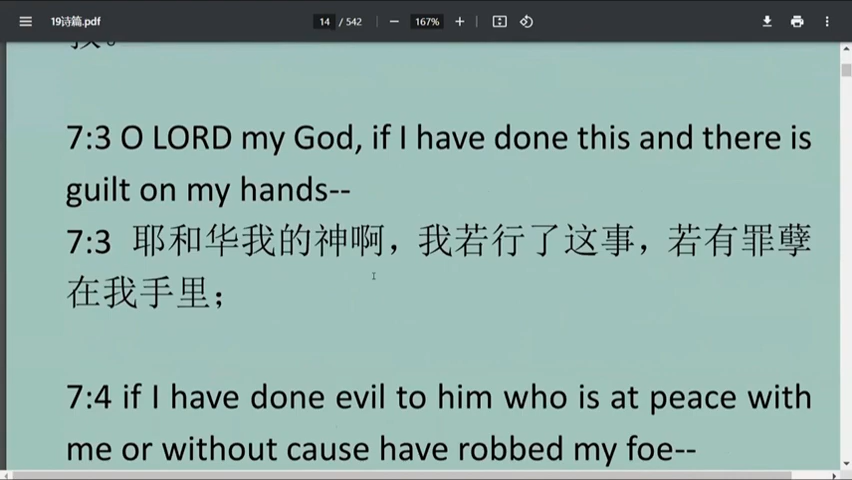 19诗篇.pdf
14 / 542
167%
7:3 O LORD my God, if I have done this and there is
guilt on my hands--
7:3 耶和华我的神啊，我若行了这事，若有罪孽
在我手里；
7:4 if I have done evil to him who is at peace with
me or without cause have robbed my foe--